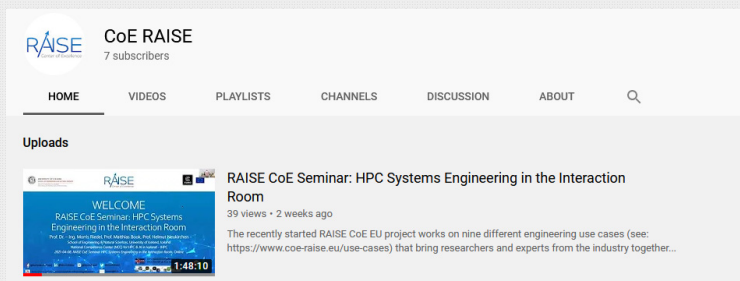 RAISE
Center of Excellence
CoE RAISE
7 subscribers
HOME VIDEOS PLAYLISTS CHANNELS DISCUSSION ABOUT
Uploads
RAISE
WELCOME
RAISE CoE Seminar: HPC Systems
Engineering in the Interaction Room
1:48:10
RAISE CoE Seminar: HPC Systems Engineering in the Interaction
Room
39 views • 2 weeks ago
The recently started RAISE CoE EU project works on nine different engineering use cases (see:
https://www.coe-raise.eu/use-cases) that bring researchers and experts from the industry together...